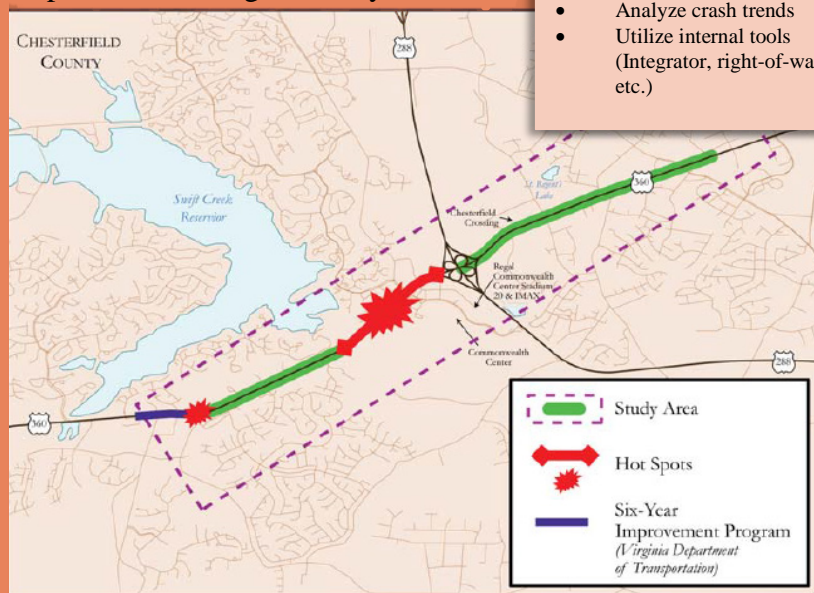 • Analyze crash trends
• Utilize internal tools
(Integrator, right-of-wa
etc.)
CHESTERFIELD
COUNTY
288
360
Swift Creek
Reservoir
Lake
Chesterfield
Crossing
Regal
Commonwealth
Center Stadium
20 & IMAX
Commonwealth
Center
288
360
Study Area
Hot Spots
Six-Year
Improvement Program
(Virginia Department
of Transportation)